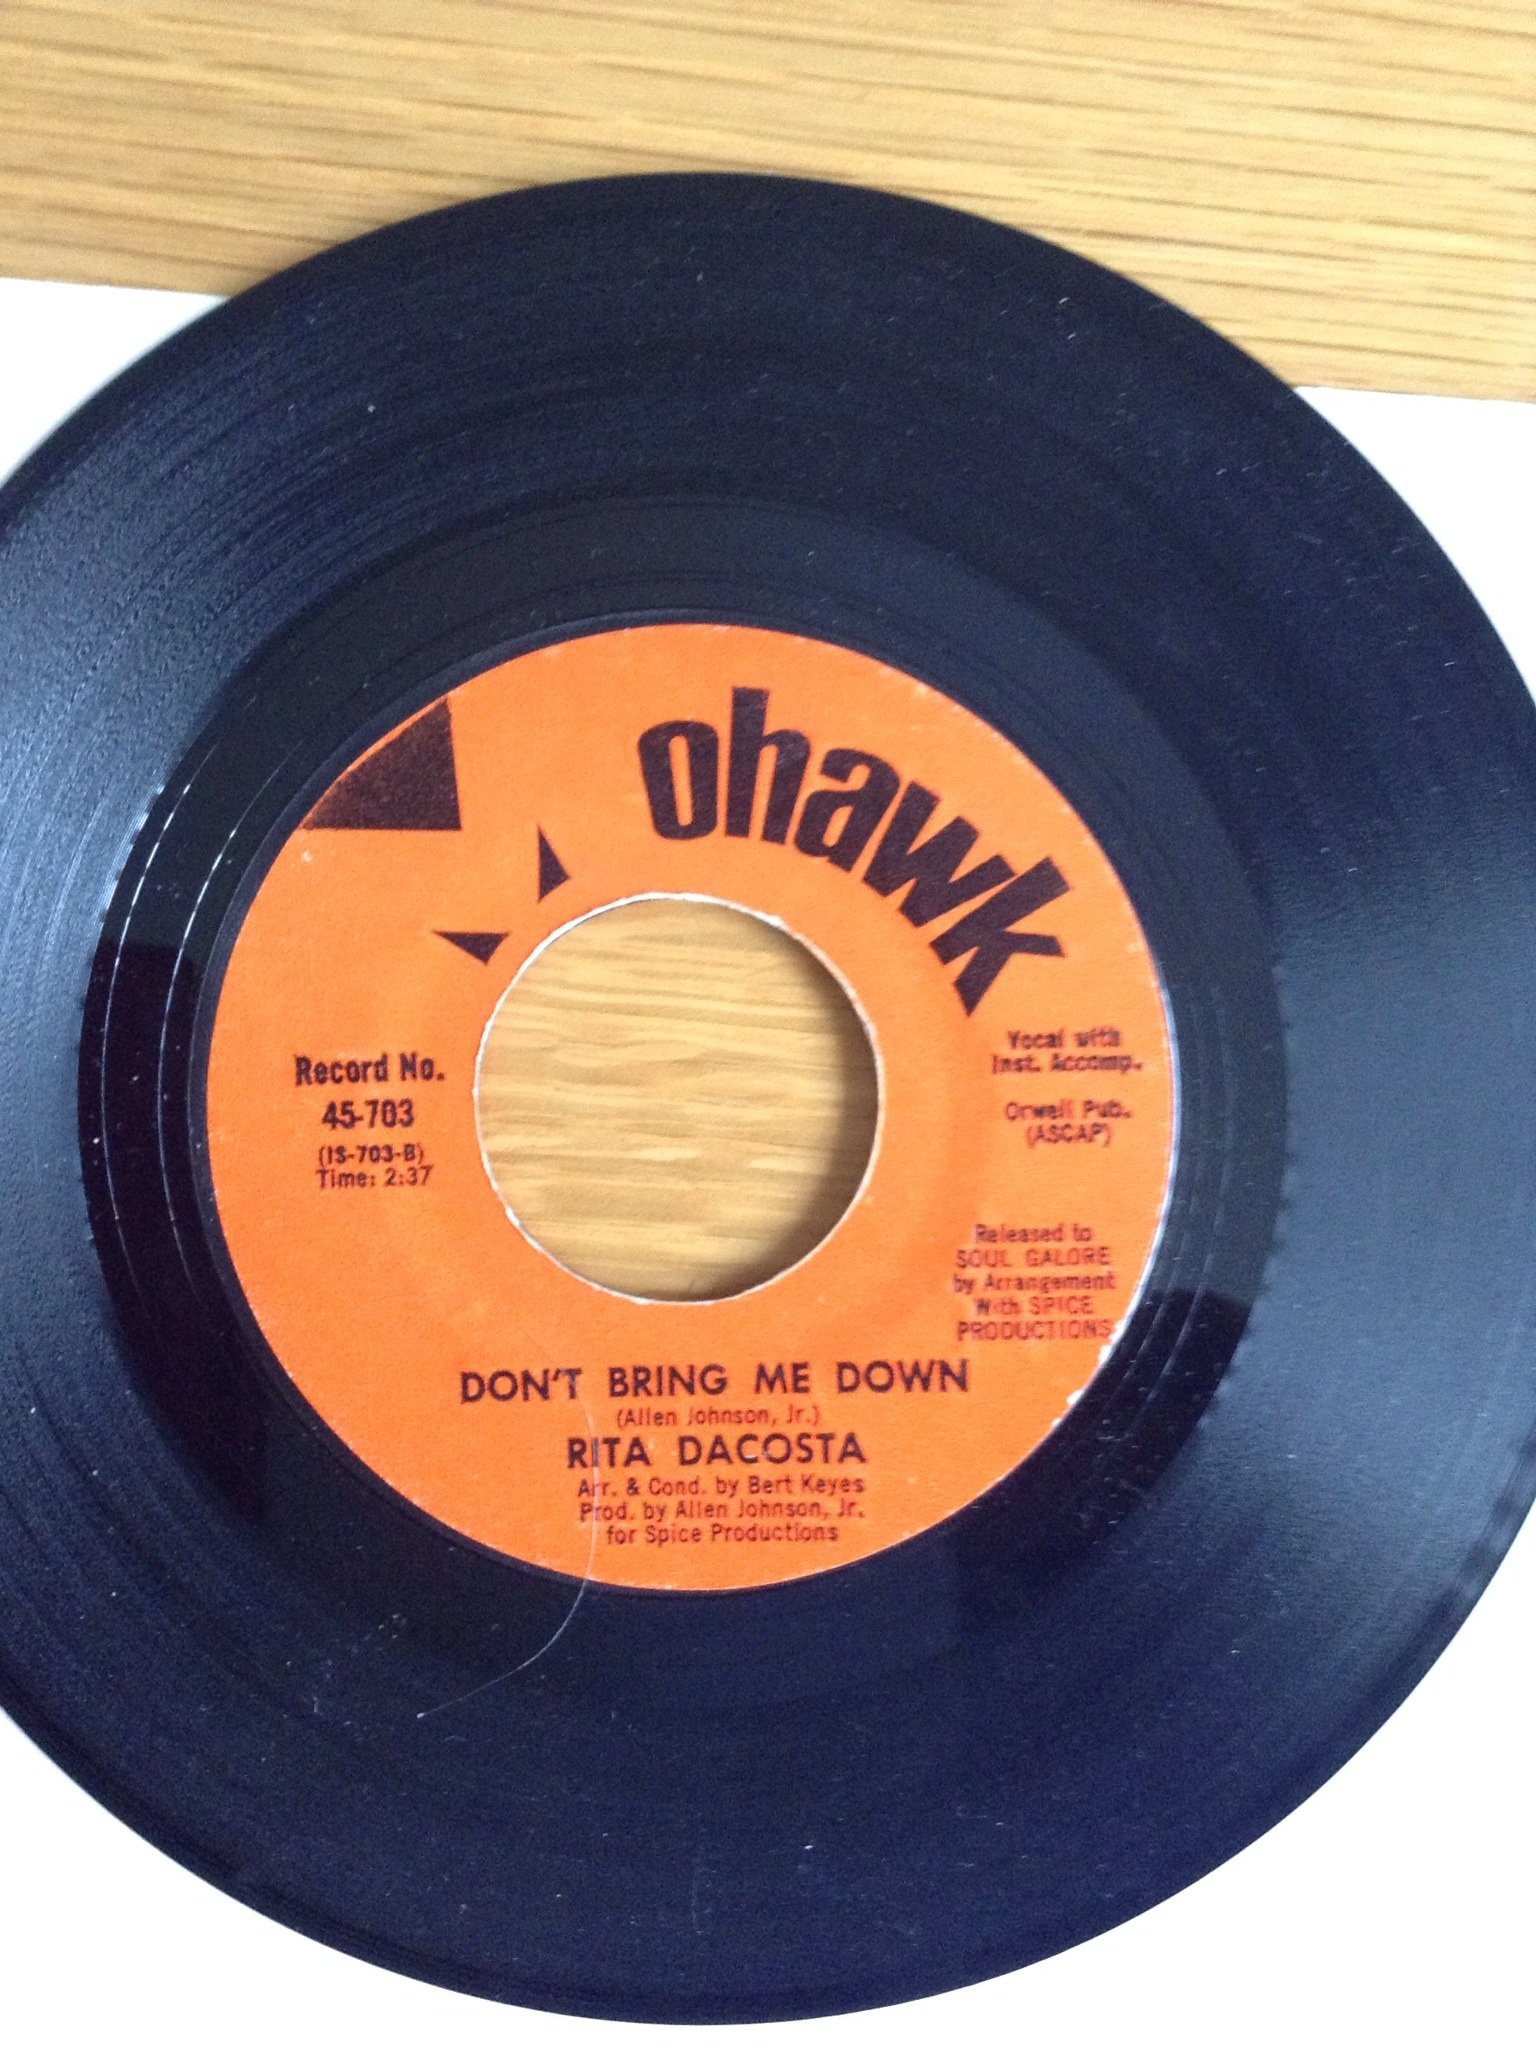 ohawk
Record No.
45-703
(IS-703-B)
Time: 2:37
Vocal with
Inst. Accomp.
Orwell Pub.
(ASCAP)
Released to
SOUL GALORE
by Arrangement
With SPICE
PRODUCTIONS
DON'T BRING ME DOWN
(Allen Johnson, Jr.)
RITA DACOSTA
Arr. & Cond. by Bert Keyes
Prod. by Allen Johnson, Jr.
for Spice Productions